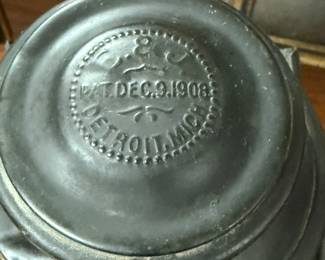 C & J
PAT. DEC. 9. 1908
DETROIT, MICH